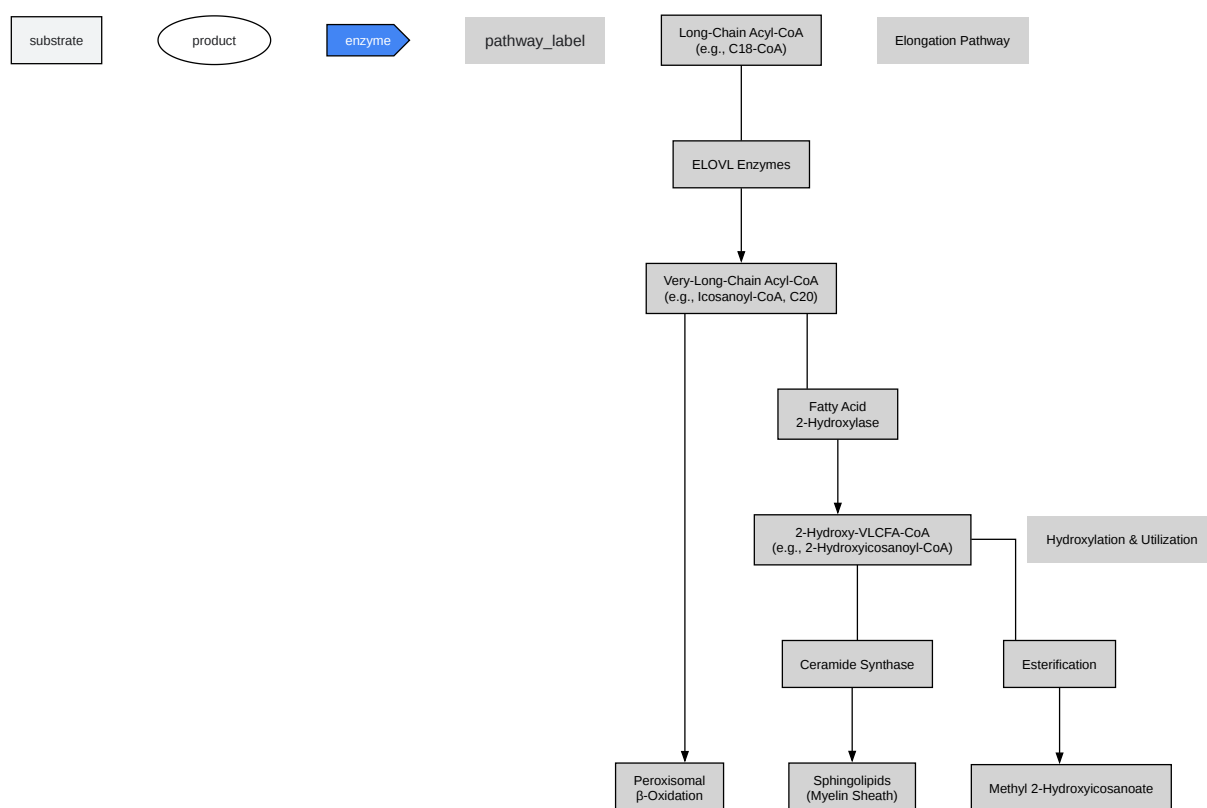 substrate
product
enzyme
pathway_label
Long-Chain Acyl-CoA
(e.g., C18-CoA)
Elongation Pathway
ELOVL Enzymes
Very-Long-Chain Acyl-CoA
(e.g., Icosanoyl-CoA, C20)
Fatty Acid
2-Hydroxylase
2-Hydroxy-VLCFA-CoA
(e.g., 2-Hydroxyicosanoyl-CoA)
Hydroxylation & Utilization
Ceramide Synthase
Esterification
Peroxisomal
β-Oxidation
Sphingolipids
(Myelin Sheath)
Methyl 2-Hydroxyicosanoate